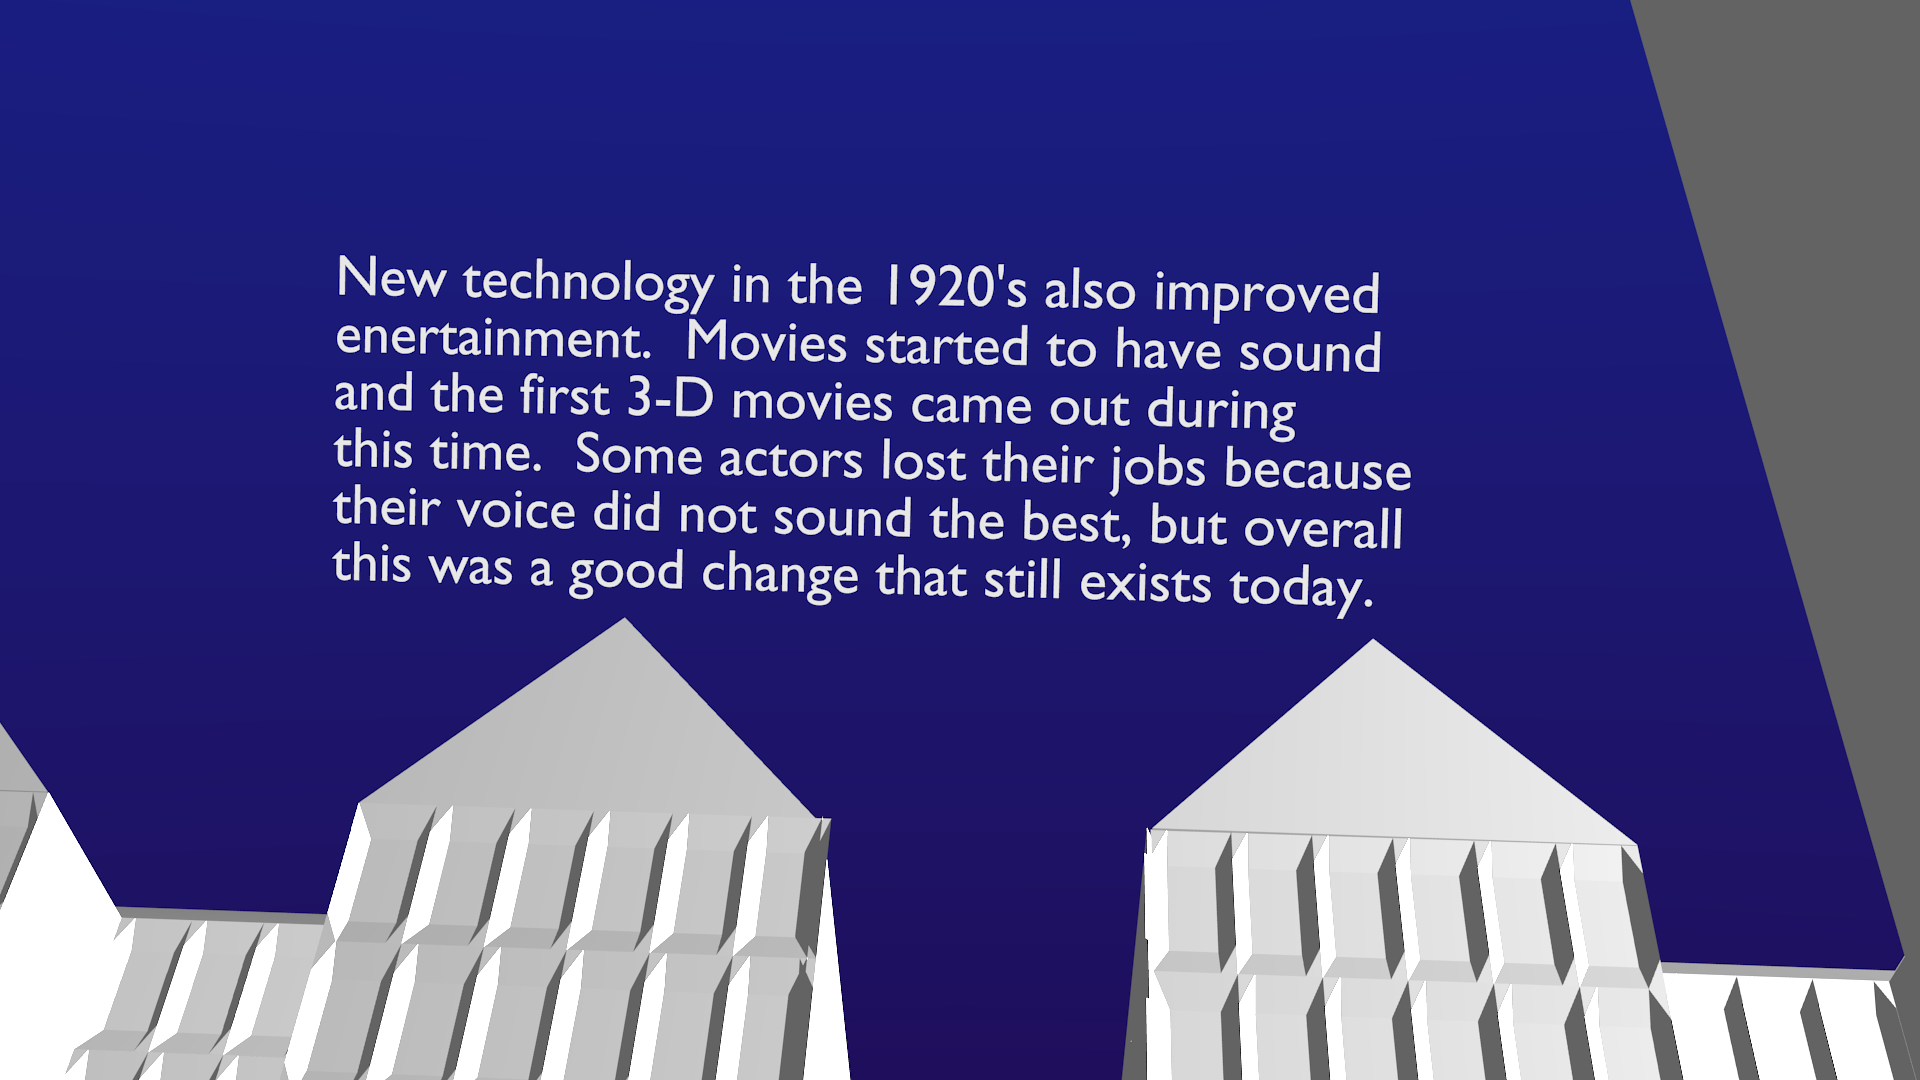 New technology in the 1920's also improved
enertainment.  Movies started to have sound
and the first 3-D movies came out during
this time.  Some actors lost their jobs because
their voice did not sound the best, but overall
this was a good change that still exists today.